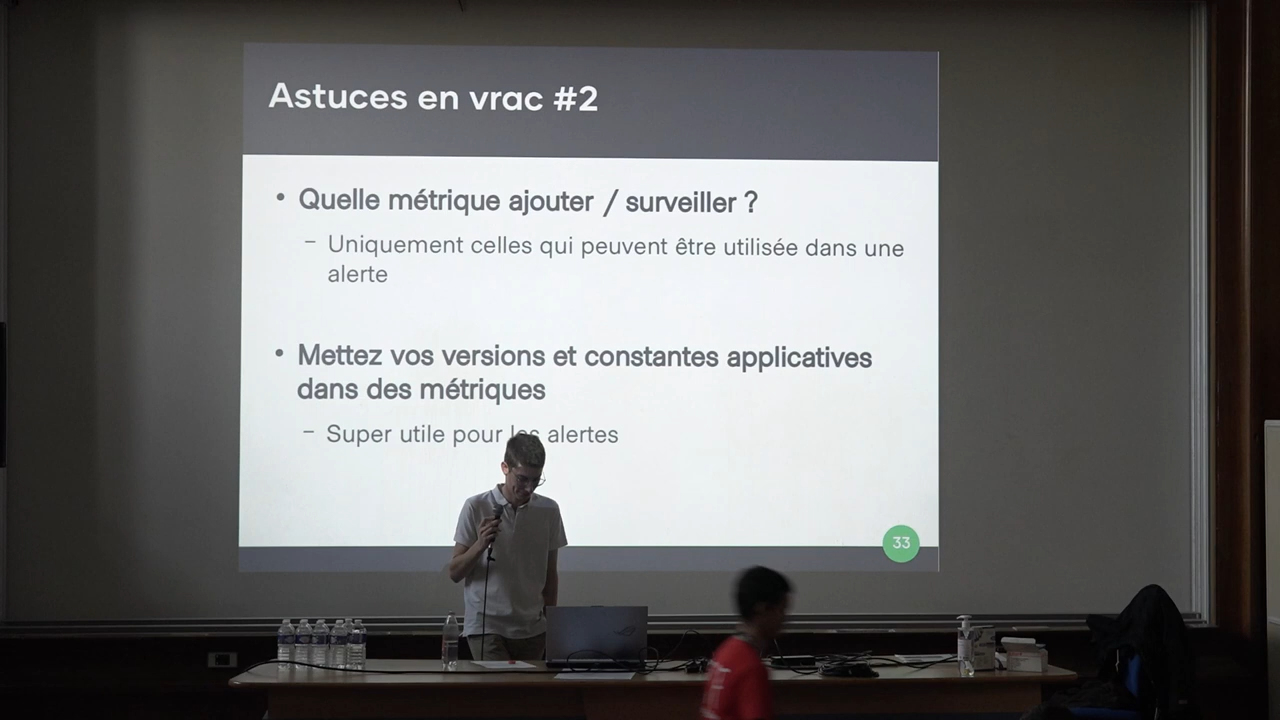 Astuces en vrac #2
• Quelle métrique ajouter / surveiller ?
– Uniquement celles qui peuvent être utilisée dans une
alerte
• Mettez vos versions et constantes applicatives
dans des métriques
– Super utile pour les alertes
33